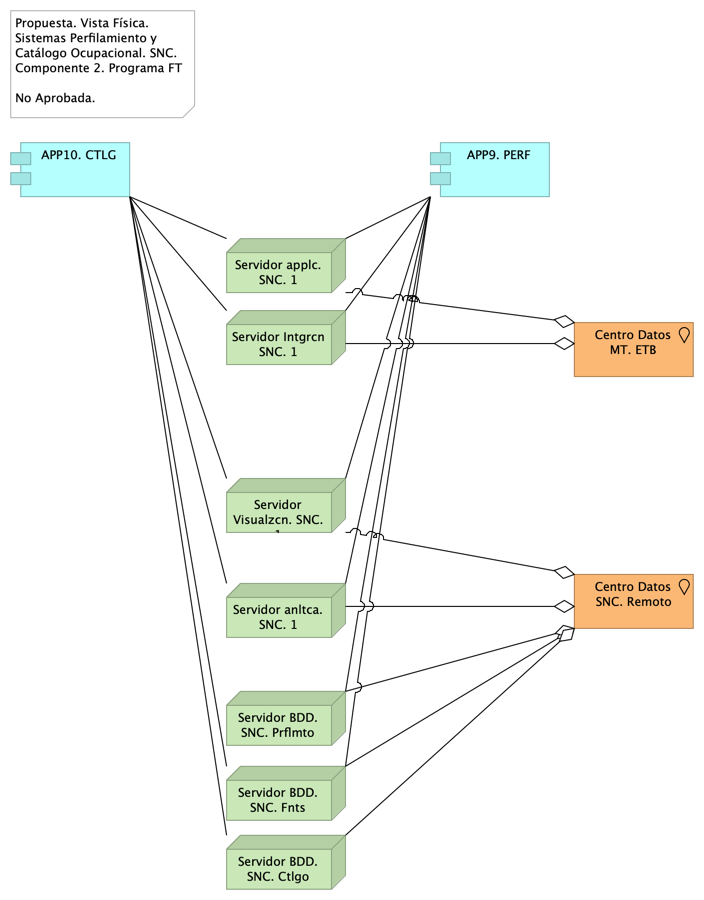 Propuesta. Vista Física.
Sistemas Perfilamiento y
Catálogo Ocupacional. SNC.
Componente 2. Programa FT
No Aprobada.
APP10. CTLG
APP9. PERF
Servidor applc.
SNC. 1
Servidor Intgrcn
SNC. 1
Centro Datos
MT. ETB
Servidor
Visualzcn. SNC.
Centro Datos
SNC. Remoto
Servidor anltca.
SNC. 1
Servidor BDD.
SNC. Prflmto
Servidor BDD.
SNC. Fnts
Servidor BDD.
SNC. Ctlgo